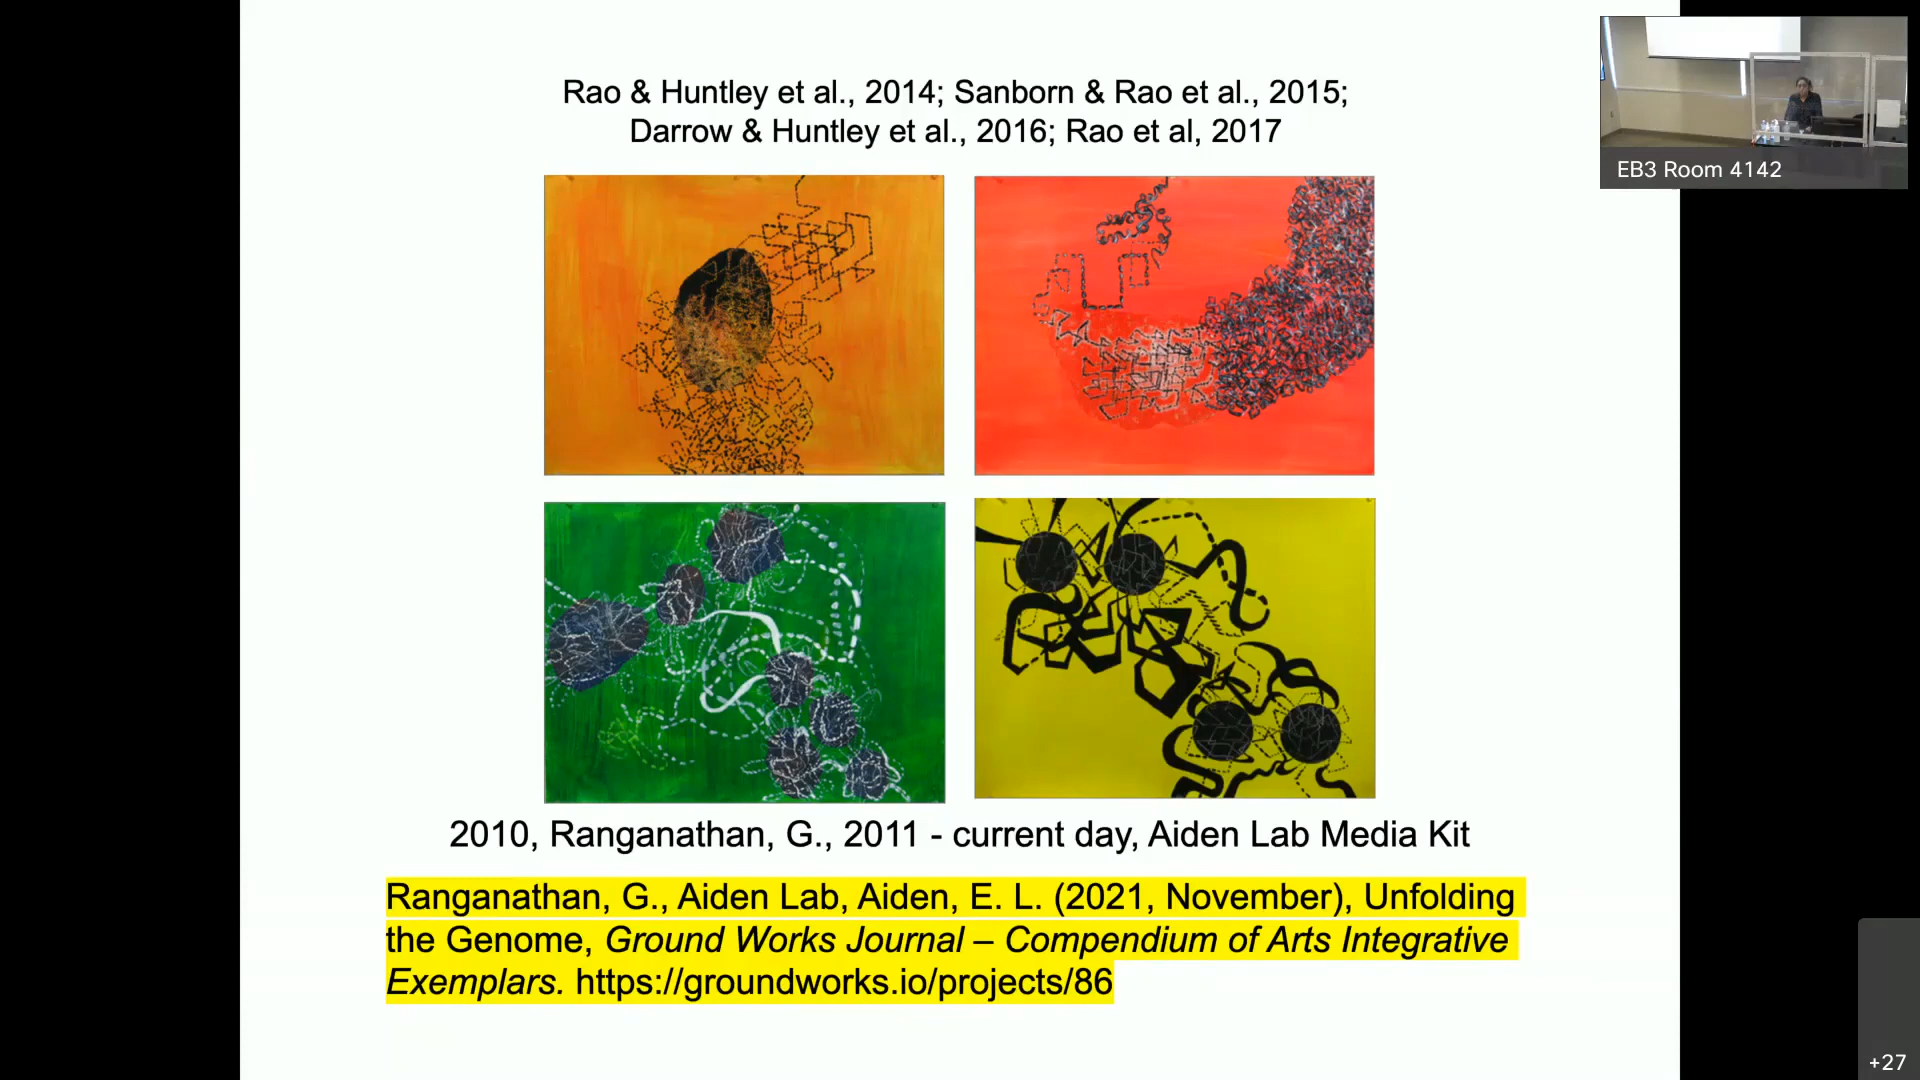 Rao & Huntley et al., 2014; Sanborn & Rao et al., 2015;
Darrow & Huntley et al., 2016; Rao et al, 2017
EB3 Room 4142
2010, Ranganathan, G., 2011 - current day, Aiden Lab Media Kit
Ranganathan, G., Aiden Lab, Aiden, E. L. (2021, November), Unfolding
the Genome, Ground Works Journal – Compendium of Arts Integrative
Exemplars. https://groundworks.io/projects/86
+27